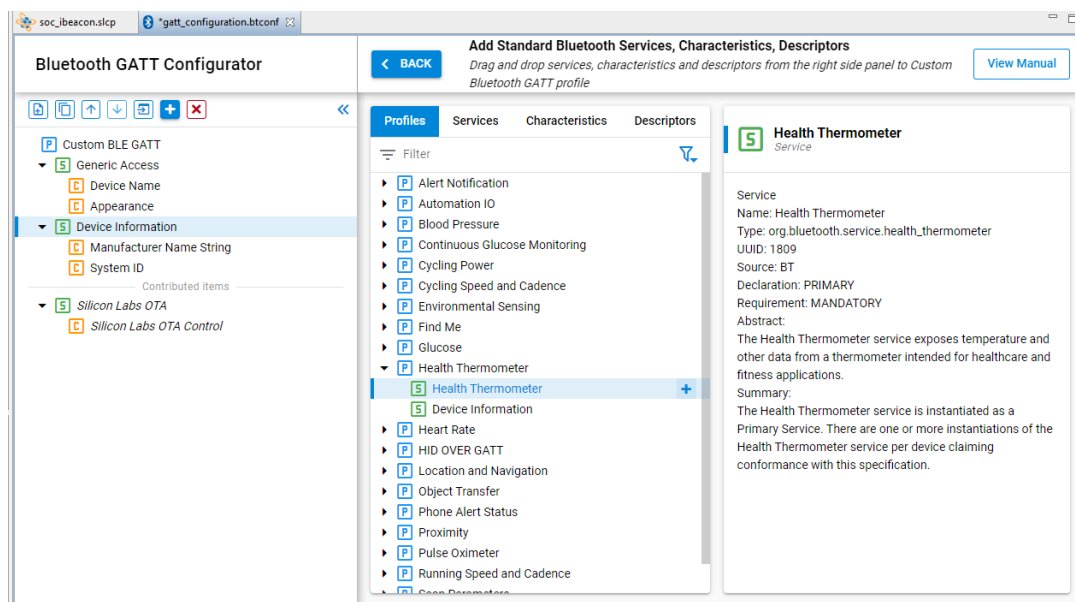 soc_ibeacon.slcp
*gatt_configuration.btconf
Bluetooth GATT Configurator
BACK
Add Standard Bluetooth Services, Characteristics, Descriptors
Drag and drop services, characteristics and descriptors from the right side panel to Custom
Bluetooth GATT profile
View Manual
P Custom BLE GATT
S Generic Access
C Device Name
C Appearance
S Device Information
C Manufacturer Name String
C System ID
Contributed items
S Silicon Labs OTA
C Silicon Labs OTA Control
Profiles Services Characteristics Descriptors
Filter
P Alert Notification
P Automation IO
P Blood Pressure
P Continuous Glucose Monitoring
P Cycling Power
P Cycling Speed and Cadence
P Environmental Sensing
P Find Me
P Glucose
P Health Thermometer
S Health Thermometer
S Device Information
P Heart Rate
P HID OVER GATT
P Location and Navigation
P Object Transfer
P Phone Alert Status
P Proximity
P Pulse Oximeter
P Running Speed and Cadence
P Scan Parameters
S Health Thermometer
Service
Service
Name: Health Thermometer
Type: org.bluetooth.service.health_thermometer
UUID: 1809
Source: BT
Declaration: PRIMARY
Requirement: MANDATORY
Abstract:
The Health Thermometer service exposes temperature and
other data from a thermometer intended for healthcare and
fitness applications.
Summary:
The Health Thermometer service is instantiated as a
Primary Service. There are one or more instantiations of the
Health Thermometer service per device claiming
conformance with this specification.